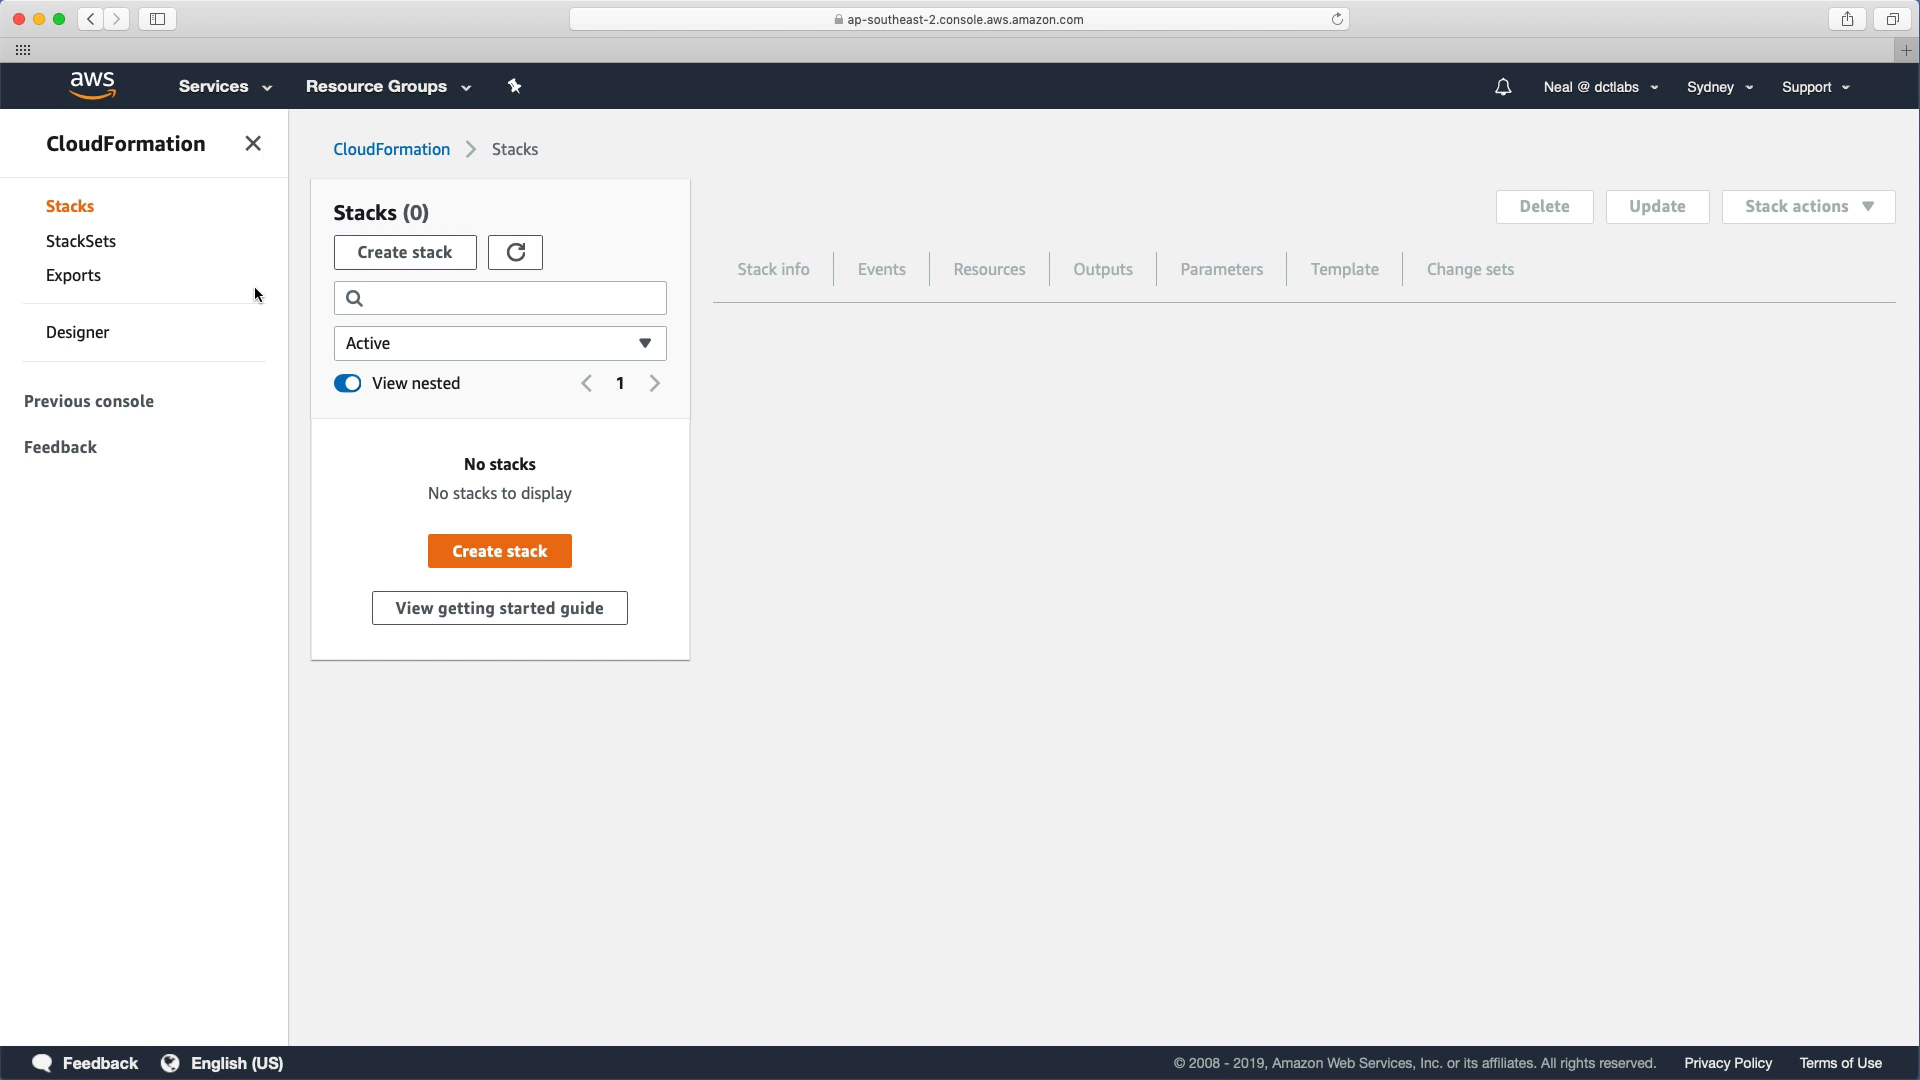 ap-southeast-2.console.aws.amazon.com
aws Services Resource Groups Neal @ dctlabs Sydney Support
CloudFormation
Stacks
StackSets
Exports
Designer
Previous console
Feedback
CloudFormation Stacks
Stacks (0)
Create stack
Active
View nested 1
No stacks
No stacks to display
Create stack
View getting started guide
Delete Update Stack actions
Stack info Events Resources Outputs Parameters Template Change sets
Feedback English (US) © 2008 - 2019, Amazon Web Services, Inc. or its affiliates. All rights reserved. Privacy Policy Terms of Use